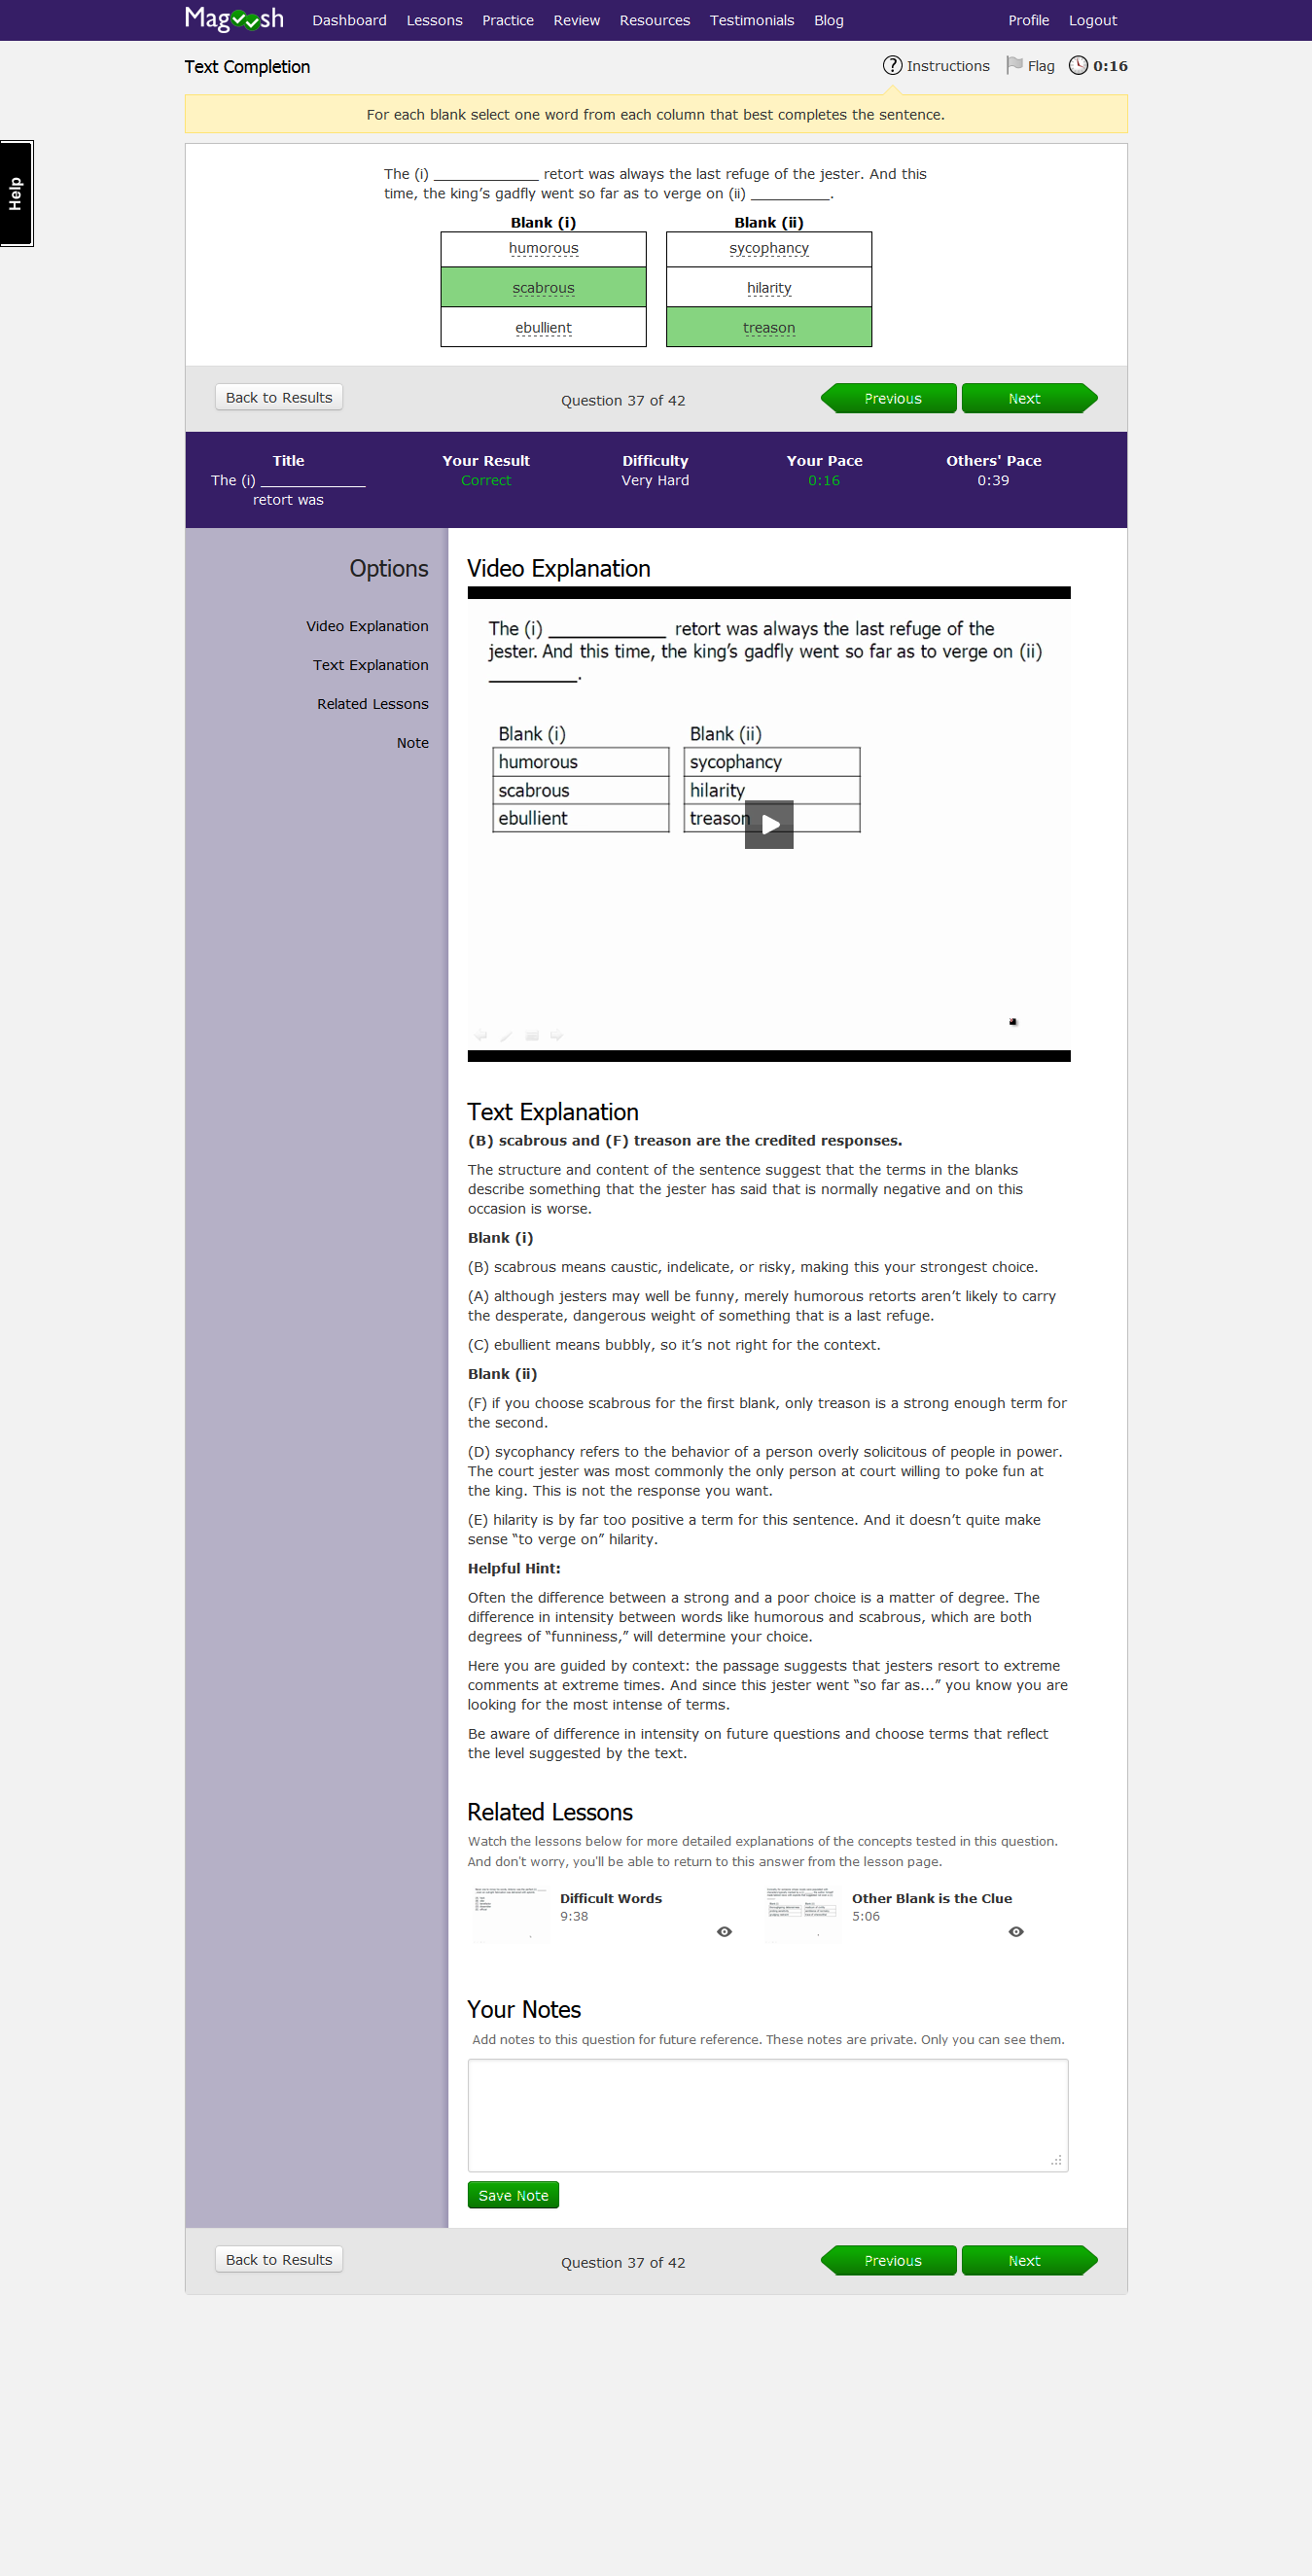 Magoosh Dashboard Lessons Practice Review Resources Testimonials Blog Profile Logout
Text Completion Instructions Flag 0:16
For each blank select one word from each column that best completes the sentence.
Help
The (i) ____________ retort was always the last refuge of the jester. And this
time, the king’s gadfly went so far as to verge on (ii) _________.
Blank (i) Blank (ii)
humorous sycophancy
scabrous hilarity
ebullient treason
Back to Results Question 37 of 42 Previous Next
Title Your Result Difficulty Your Pace Others' Pace
The (i) ____________ Correct Very Hard 0:16 0:39
retort was
Options
Video Explanation
Text Explanation
Related Lessons
Note
Video Explanation
The (i) ____________ retort was always the last refuge of the
jester. And this time, the king’s gadfly went so far as to verge on (ii)
_________.
Blank (i) Blank (ii)
humorous sycophancy
scabrous hilarity
ebullient treason
Text Explanation
(B) scabrous and (F) treason are the credited responses.
The structure and content of the sentence suggest that the terms in the blanks
describe something that the jester has said that is normally negative and on this
occasion is worse.
Blank (i)
(B) scabrous means caustic, indelicate, or risky, making this your strongest choice.
(A) although jesters may well be funny, merely humorous retorts aren’t likely to carry
the desperate, dangerous weight of something that is a last refuge.
(C) ebullient means bubbly, so it’s not right for the context.
Blank (ii)
(F) if you choose scabrous for the first blank, only treason is a strong enough term for
the second.
(D) sycophancy refers to the behavior of a person overly solicitous of people in power.
The court jester was most commonly the only person at court willing to poke fun at
the king. This is not the response you want.
(E) hilarity is by far too positive a term for this sentence. And it doesn’t quite make
sense “to verge on” hilarity.
Helpful Hint:
Often the difference between a strong and a poor choice is a matter of degree. The
difference in intensity between words like humorous and scabrous, which are both
degrees of “funniness,” will determine your choice.
Here you are guided by context: the passage suggests that jesters resort to extreme
comments at extreme times. And since this jester went “so far as...” you know you are
looking for the most intense of terms.
Be aware of difference in intensity on future questions and choose terms that reflect
the level suggested by the text.
Related Lessons
Watch the lessons below for more detailed explanations of the concepts tested in this question.
And don't worry, you'll be able to return to this answer from the lesson page.
Difficult Words Other Blank is the Clue
9:38 5:06
Your Notes
Add notes to this question for future reference. These notes are private. Only you can see them.
Save Note
Back to Results Question 37 of 42 Previous Next